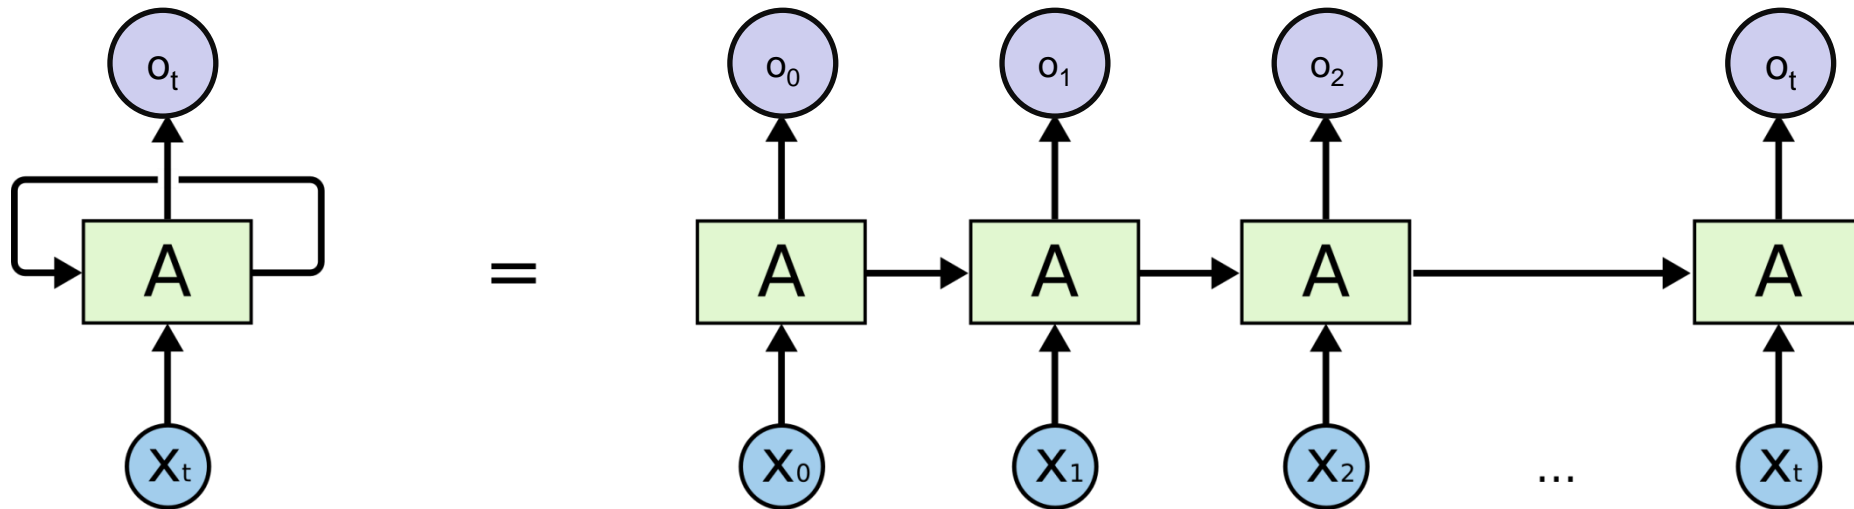 oₜ o₀ o₁ o₂ oₜ
A = A A A A
Xₜ X₀ X₁ X₂ ... Xₜ